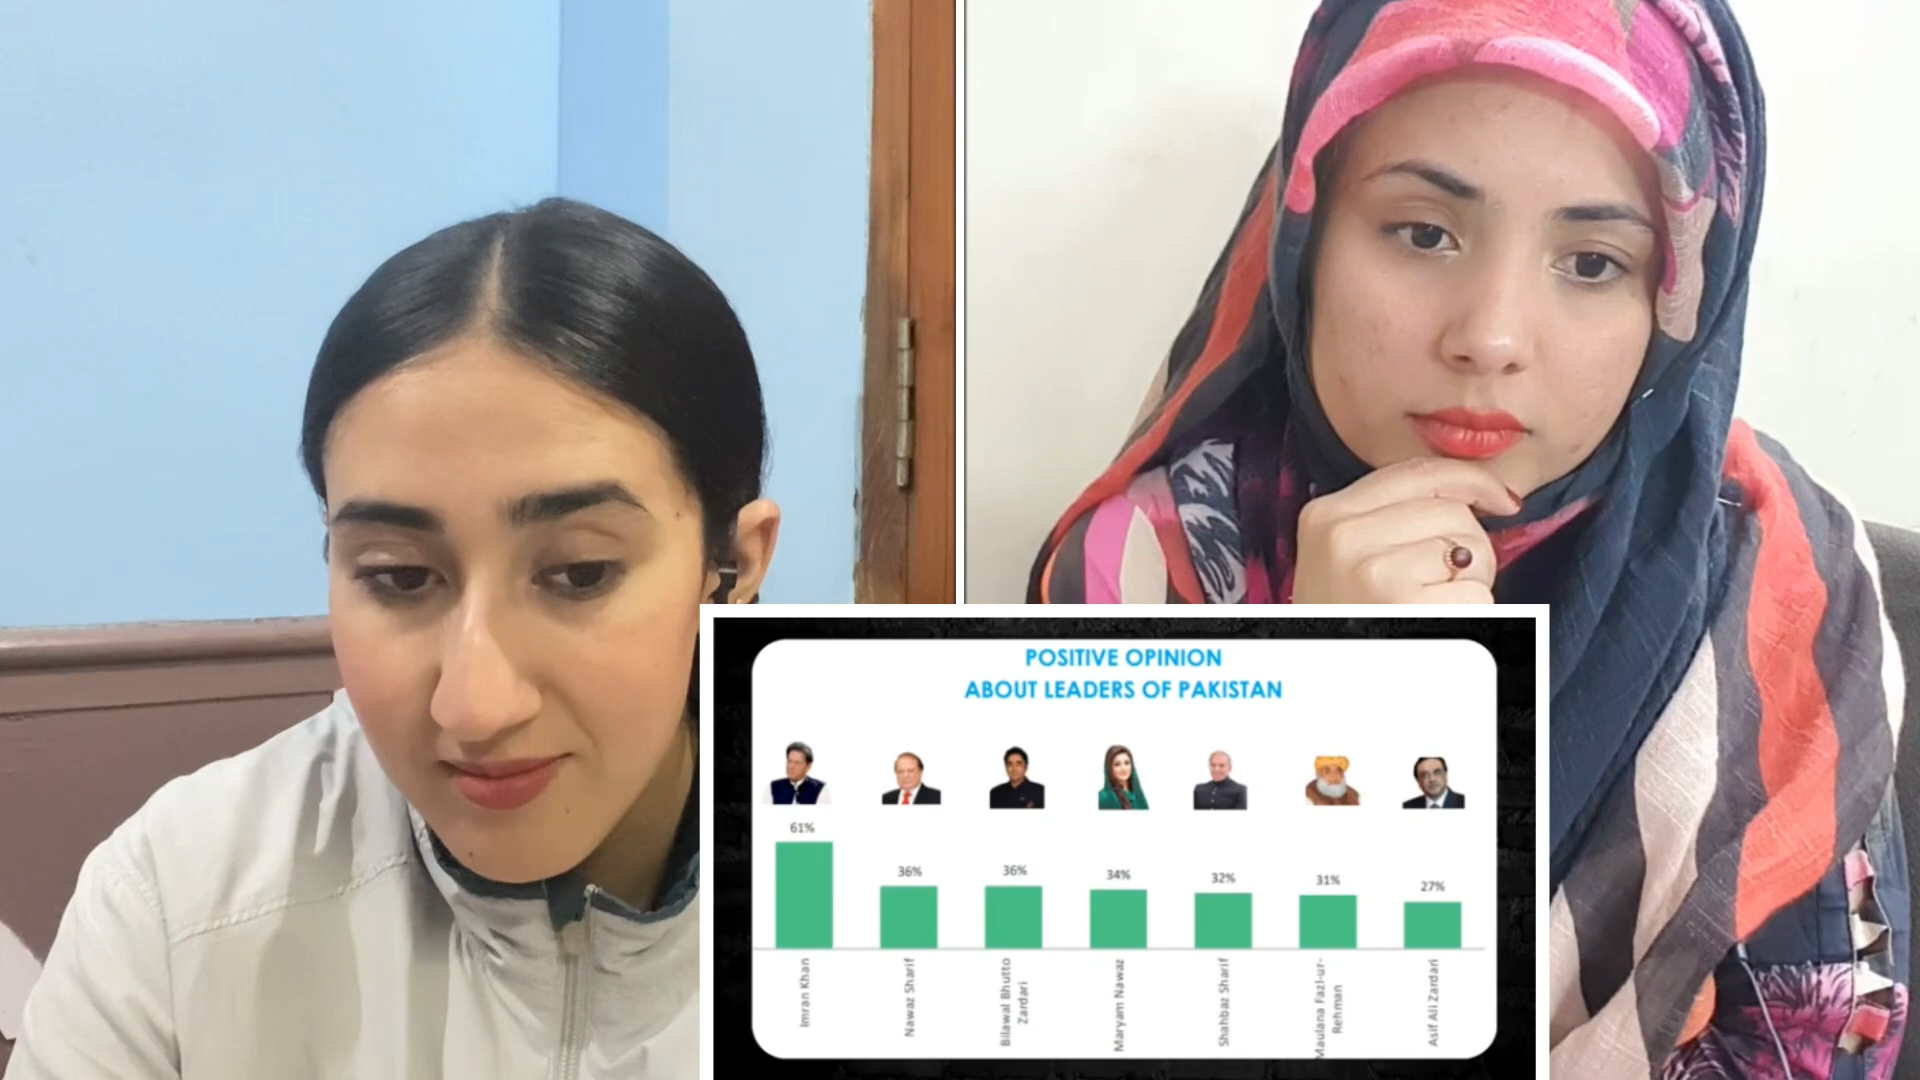 POSITIVE OPINION
ABOUT LEADERS OF PAKISTAN
61%
36%
36%
34%
32%
31%
27%
Imran Khan
Nawaz Sharif
Bilawal Bhutto
Zardari
Maryam Nawaz
Shahbaz Sharif
Maulana Fazl-ur-
Rehman
Asif Ali Zardari